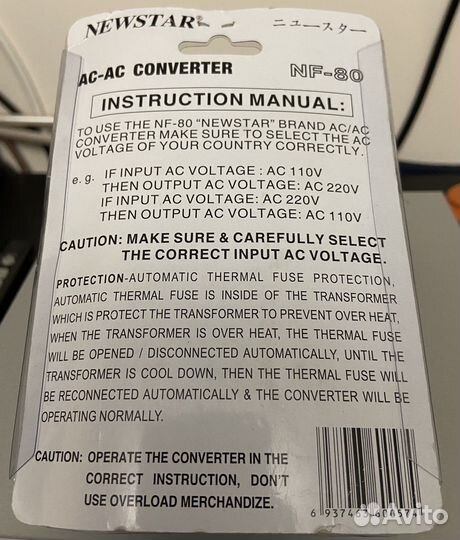 NEWSTAR ニュースター
AC-AC CONVERTER NF-80
INSTRUCTION MANUAL:
TO USE THE NF-80 "NEWSTAR" BRAND AC/AC
CONVERTER MAKE SURE TO SELECT THE AC
VOLTAGE OF YOUR COUNTRY CORRECTLY.
e.g. IF INPUT AC VOLTAGE : AC 110V
THEN OUTPUT AC VOLTAGE: AC 220V
IF INPUT AC VOLTAGE : AC 220V
THEN OUTPUT AC VOLTAGE: AC 110V
CAUTION: MAKE SURE & CAREFULLY SELECT
THE CORRECT INPUT AC VOLTAGE.
PROTECTION-AUTOMATIC THERMAL FUSE PROTECTION,
AUTOMATIC THERMAL FUSE IS INSIDE OF THE TRANSFORMER
WHICH IS PROTECT THE TRANSFORMER TO PREVENT OVER HEAT,
WHEN THE TRANSFORMER IS OVER HEAT, THE THERMAL FUSE
WILL BE OPENED / DISCONNECTED AUTOMATICALLY, UNTIL THE
TRANSFORMER IS COOL DOWN, THEN THE THERMAL FUSE WILL
BE RECONNECTED AUTOMATICALLY & THE CONVERTER WILL BE
OPERATING NORMALLY.
CAUTION: OPERATE THE CONVERTER IN THE
CORRECT INSTRUCTION, DON'T
USE OVERLOAD MERCHANDIZE.
Avito